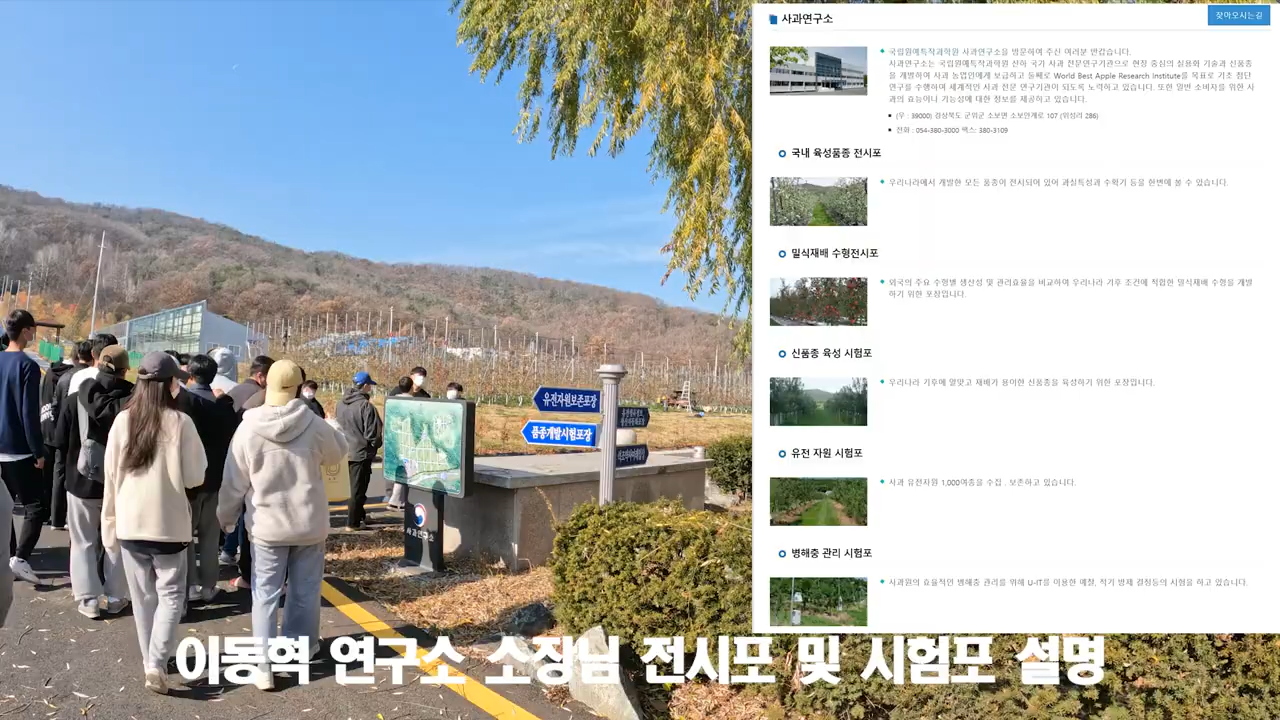 사과연구소
찾아오시는길
국립원예특작과학원 사과연구소을 방문하여 주신 여러분 반갑습니다.
사과연구소는 국립원예특작과학원 산하 국가 사과 전문연구기관으로 현장 중심의 실용화 기술과 신품종
을 개발하여 사과 농업인에게 보급하고 둘째로 World Best Apple Research Institute를 목표로 기초 첨단
연구를 수행하여 세계적인 사과 전문 연구기관이 되도록 노력하고 있습니다. 또한 일반 소비자를 위한 사
과의 효능이나 기능성에 대한 정보를 제공하고 있습니다.
(우 : 39000) 경상북도 군위군 소보면 소보안계로 107 (위성리 286)
전화 : 054-380-3000 팩스: 380-3109
국내 육성품종 전시포
우리나라에서 개발한 모든 품종이 전시되어 있어 과실특성과 수확기 등을 한번에 볼 수 있습니다.
밀식재배 수형전시포
외국의 주요 수형별 생산성 및 관리효율을 비교하여 우리나라 기후 조건에 적합한 밀식재배 수형을 개발
하기 위한 포장입니다.
신품종 육성 시험포
우리나라 기후에 알맞고 재배가 용이한 신품종을 육성하기 위한 포장입니다.
유전 자원 시험포
사과 유전자원 1,000여종을 수집 . 보존하고 있습니다.
병해충 관리 시험포
사과원의 효율적인 병해충 관리를 위해 U-IT를 이용한 예찰, 적기 방제 결정등의 시험을 하고 있습니다.
유전자원보존포장
품종개발시험포장
사과연구소
이동혁 연구소 소장님 전시포 및 시험포 설명